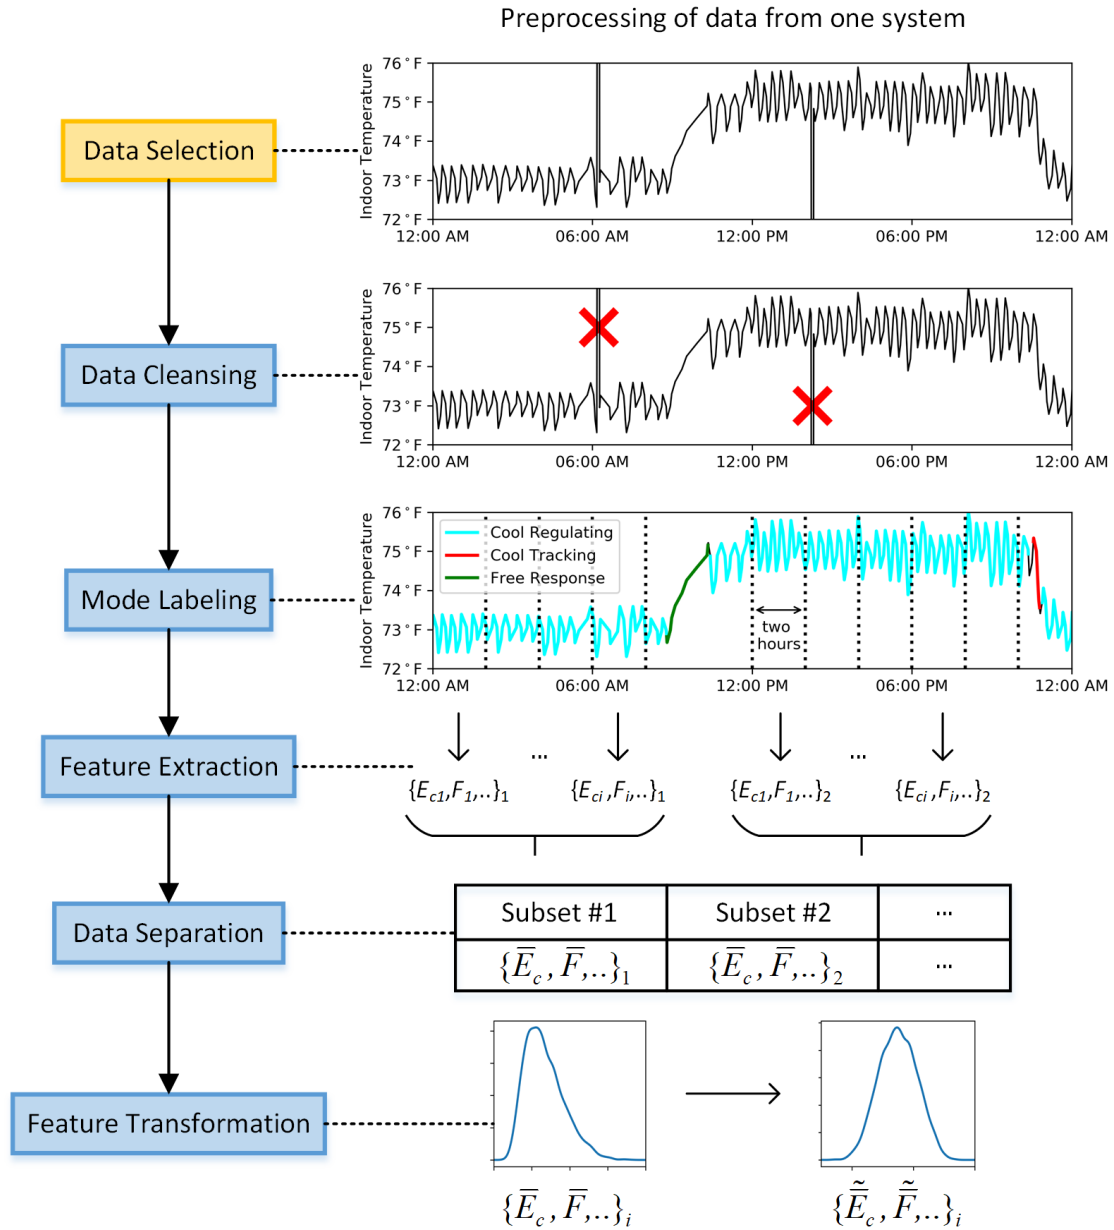 Preprocessing of data from one system
Data Selection
Indoor Temperature
76°F
75°F
74°F
73°F
72°F
12:00 AM 06:00 AM 12:00 PM 06:00 PM 12:00 AM
Data Cleansing
Indoor Temperature
76°F
75°F
74°F
73°F
72°F
12:00 AM 06:00 AM 12:00 PM 06:00 PM 12:00 AM
Mode Labeling
Indoor Temperature
76°F
75°F
74°F
73°F
72°F
Cool Regulating
Cool Tracking
Free Response
two
hours
12:00 AM 06:00 AM 12:00 PM 06:00 PM 12:00 AM
Feature Extraction
... ...
{E_c1,F_1,..}_1 {E_ci,F_i,..}_1 {E_c1,F_1,..}_2 {E_ci,F_i,..}_2
Data Separation
Subset #1 Subset #2 ...
{E̅_c, F̅,..}_1 {E̅_c, F̅,..}_2 ...
Feature Transformation
{E̅_c, F̅,..}_i {E̅̃_c, F̅̃,..}_i